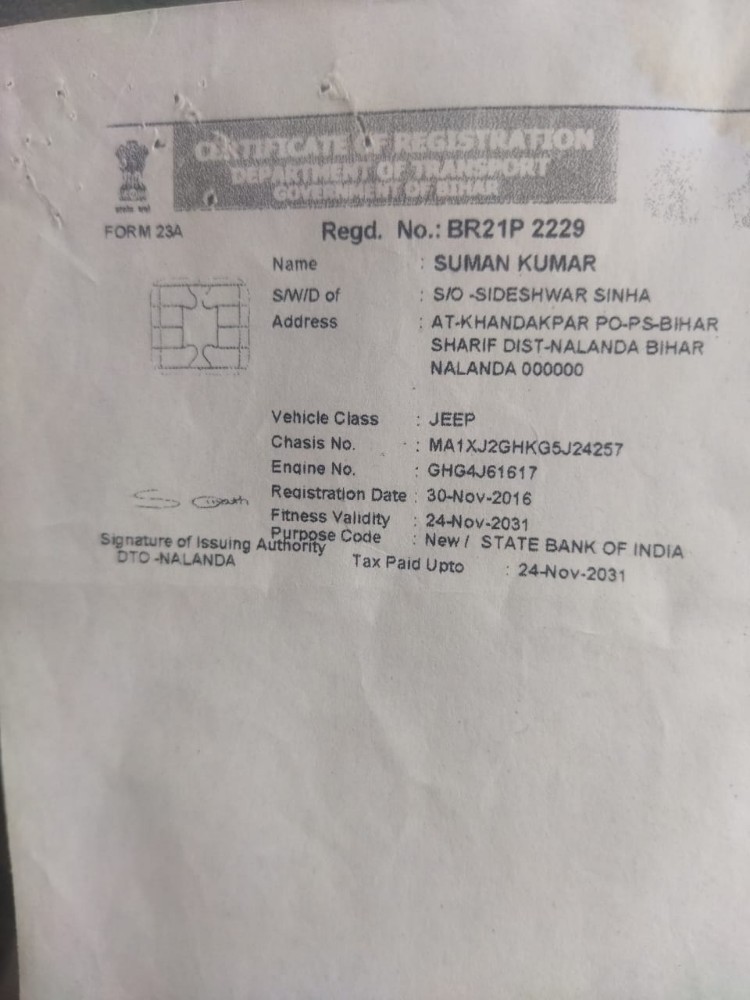 CERTIFICATE OF REGISTRATION
DEPARTMENT OF TRANSPORT
GOVERNMENT OF BIHAR
FORM 23A
Regd. No.: BR21P 2229
Name : SUMAN KUMAR
S/W/D of : S/O -SIDESHWAR SINHA
Address : AT-KHANDAKPAR PO-PS-BIHAR
SHARIF DIST-NALANDA BIHAR
NALANDA 000000
Vehicle Class : JEEP
Chasis No. : MA1XJ2GHKG5J24257
Engine No. : GHG4J61617
Registration Date : 30-Nov-2016
Fitness Validity : 24-Nov-2031
Purpose Code : New / STATE BANK OF INDIA
Signature of Issuing Authority
DTO -NALANDA
Tax Paid Upto : 24-Nov-2031